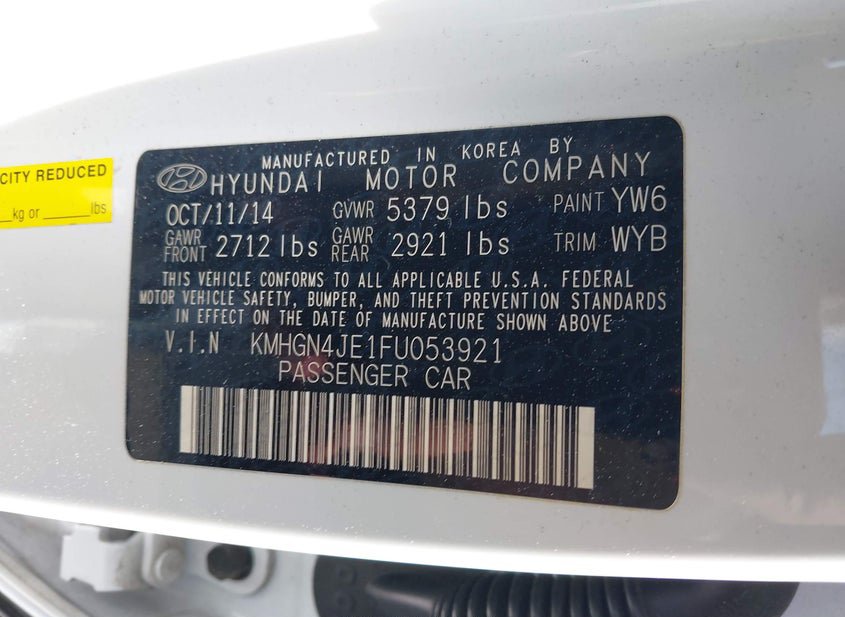 CITY REDUCED
kg or lbs
MANUFACTURED IN KOREA BY
HYUNDAI MOTOR COMPANY
OCT/11/14 GVWR 5379 lbs PAINT YW6
GAWR FRONT 2712 lbs GAWR REAR 2921 lbs TRIM WYB
THIS VEHICLE CONFORMS TO ALL APPLICABLE U.S.A. FEDERAL
MOTOR VEHICLE SAFETY, BUMPER, AND THEFT PREVENTION STANDARDS
IN EFFECT ON THE DATE OF MANUFACTURE SHOWN ABOVE
V.I.N KMHGN4JE1FU053921
PASSENGER CAR